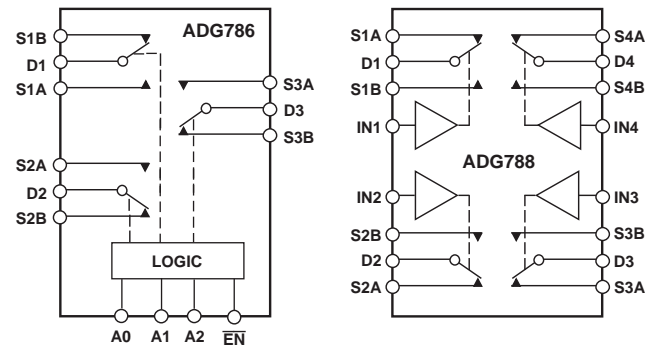 ADG786
S1B
D1
S1A
S3A
D3
S3B
S2A
D2
S2B
LOGIC
A0 A1 A2 EN
S1A S4A
D1 D4
S1B S4B
IN1 IN4
ADG788
IN2 IN3
S2B S3B
D2 D3
S2A S3A